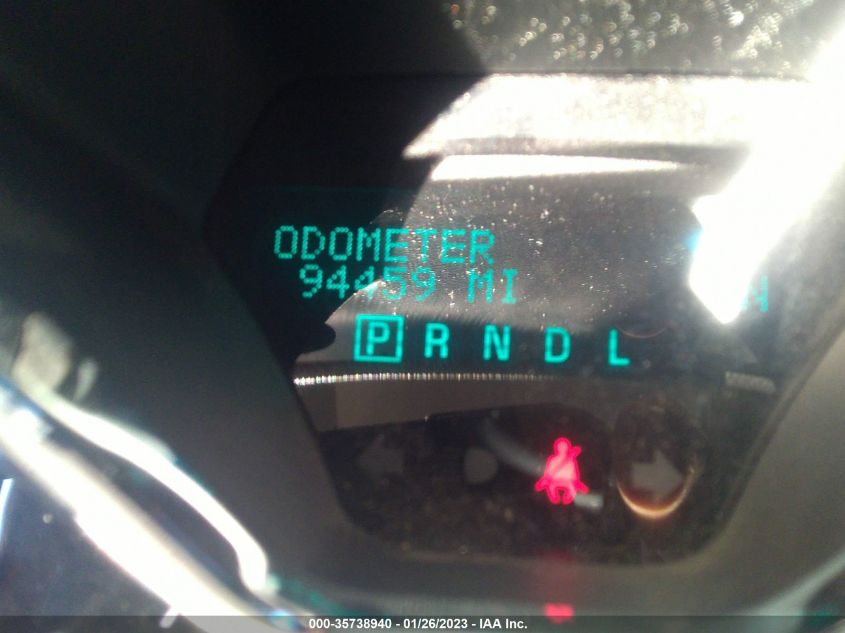 ODOMETER
94459 MI
P R N D L
000-35738940 - 01/26/2023 - IAA Inc.